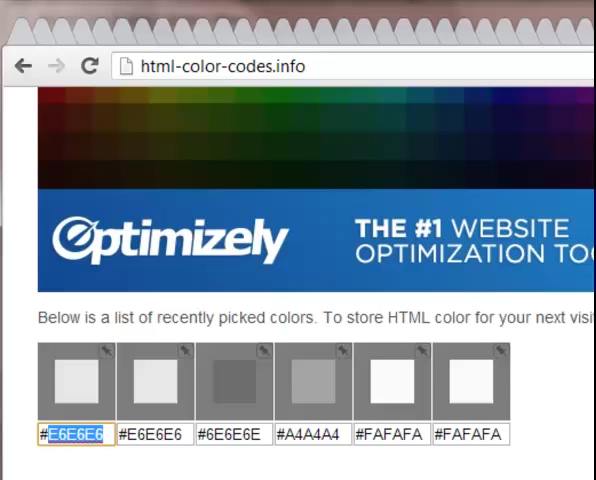 html-color-codes.info
Optimizely
THE #1 WEBSITE
OPTIMIZATION TOO
Below is a list of recently picked colors. To store HTML color for your next visi
#E6E6E6 #E6E6E6 #6E6E6E #A4A4A4 #FAFAFA #FAFAFA